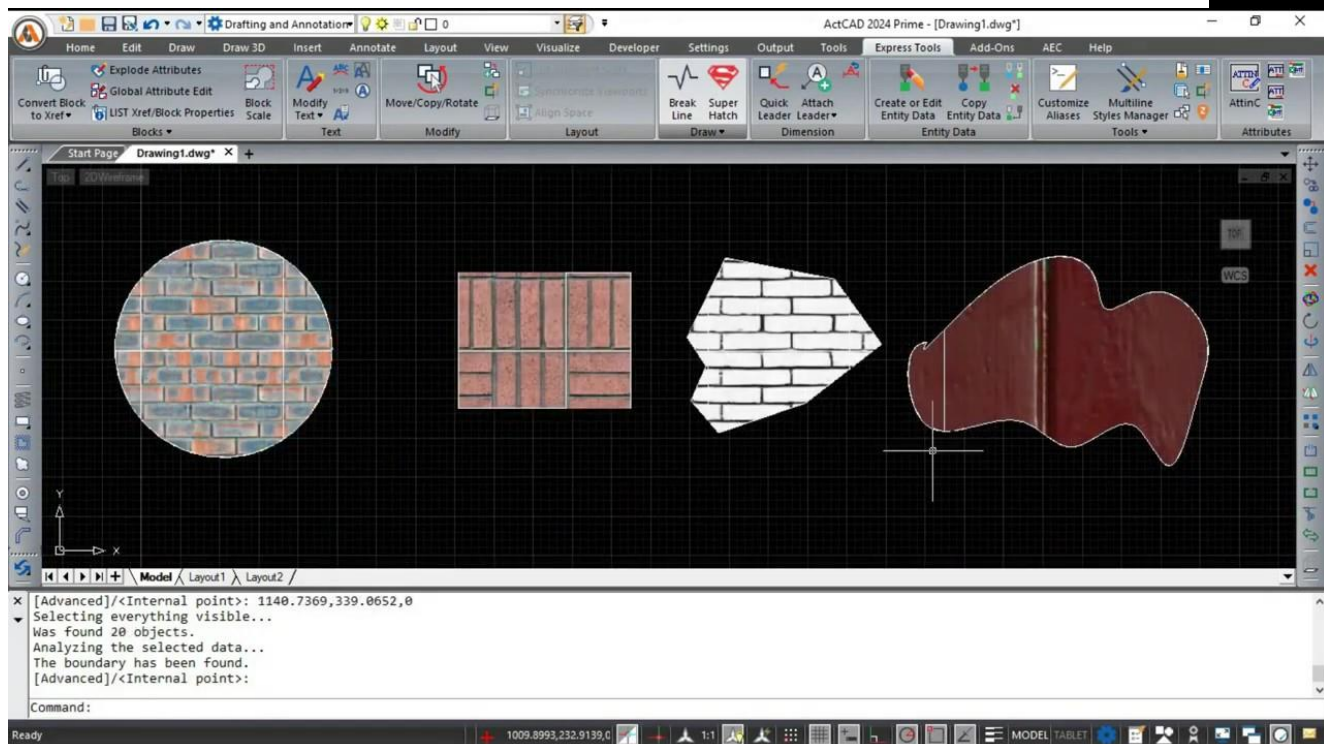 Drafting and Annotation 0 ActCAD 2024 Prime - [Drawing1.dwg*]
Home Edit Draw Draw 3D Insert Annotate Layout View Visualize Developer Settings Output Tools Express Tools Add-Ons AEC Help
Convert Block to Xref
Explode Attributes
Global Attribute Edit
LIST Xref/Block Properties
Block Scale
Modify Text
Move/Copy/Rotate
Align Space
Break Line
Super Hatch
Quick Leader
Attach Leader
Create or Edit Entity Data
Copy Entity Data
Customize Aliases
Multiline Styles Manager
AttinC
Blocks Text Modify Layout Draw Dimension Entity Data Tools Attributes
Start Page Drawing1.dwg* X +
Top 2DWireframe
TOP
WCS
Y
X
Model Layout1 Layout2
[Advanced]/<Internal point>: 1140.7369,339.0652,0
Selecting everything visible...
Was found 20 objects.
Analyzing the selected data...
The boundary has been found.
[Advanced]/<Internal point>:
Command:
Ready 1009.8993,232.9139,0 1:1 MODEL TABLET